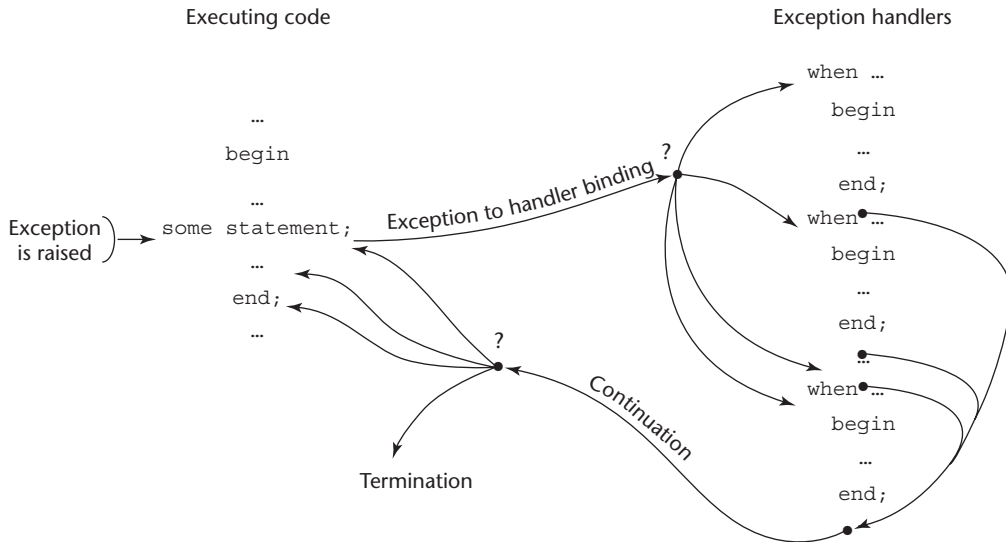 Executing code
…
begin
…
Exception
is raised
some statement;
…
end;
…
Exception to handler binding
?
Exception handlers
when …
begin
…
end;
when …
begin
…
end;
…
when …
begin
…
end;
Continuation
?
Termination